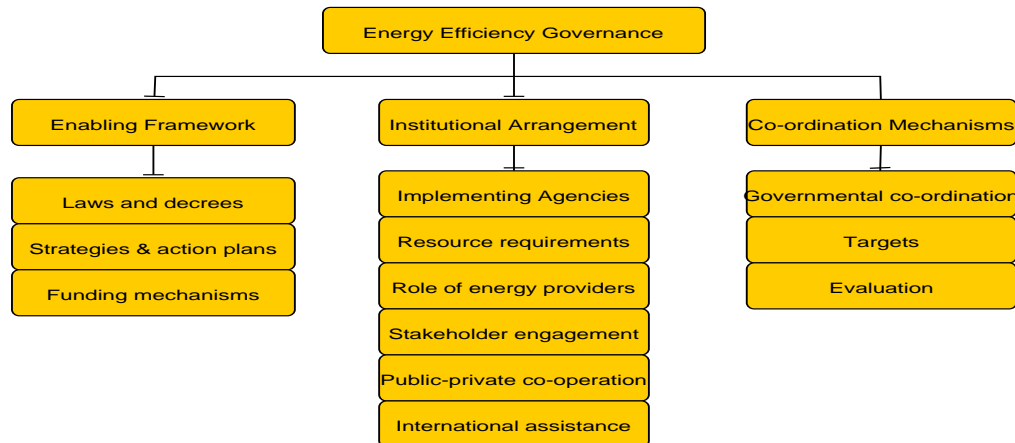 Energy Efficiency Governance
Enabling Framework
Institutional Arrangement
Co-ordination Mechanisms
Laws and decrees
Strategies & action plans
Funding mechanisms
Implementing Agencies
Resource requirements
Role of energy providers
Stakeholder engagement
Public-private co-operation
International assistance
Governmental co-ordination
Targets
Evaluation